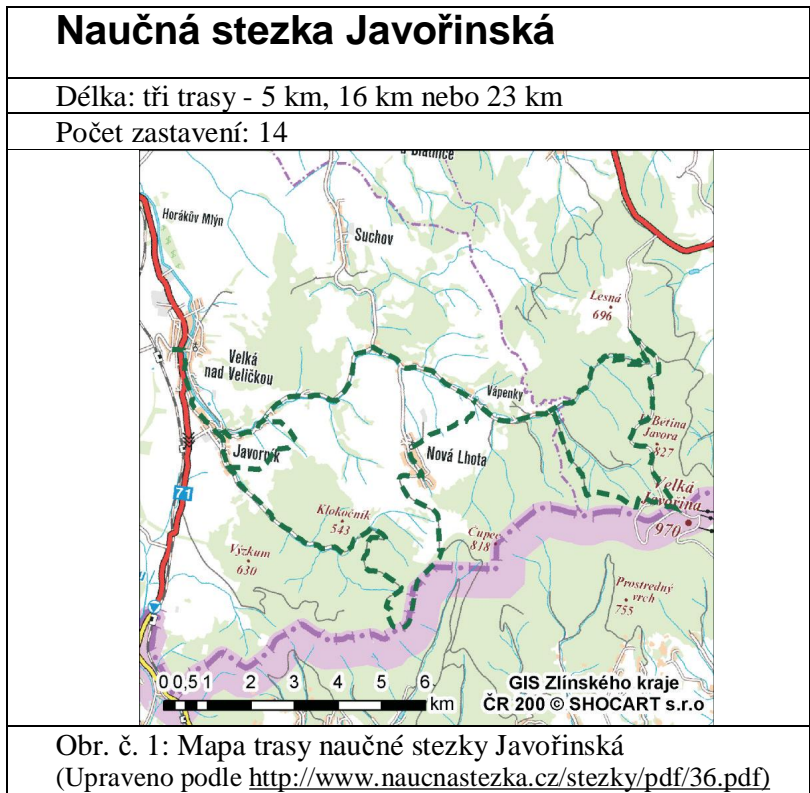 Naučná stezka Javořinská
Délka: tři trasy - 5 km, 16 km nebo 23 km
Počet zastavení: 14
Blatnice
Horákův Mlýn
Suchov
Lesná
696
Velká
nad Veličkou
Vápenky
U Bětina
Javora
827
Javorník
Nová Lhota
Velká
Javořina
970
71
Klokočník
543
Čupec
818
Výzkum
630
Prostredný
vrch
755
0 0,5 1 2 3 4 5 6
km
GIS Zlínského kraje
ČR 200 © SHOCART s.r.o
Obr. č. 1: Mapa trasy naučné stezky Javořinská
(Upraveno podle http://www.naucnastezka.cz/stezky/pdf/36.pdf)